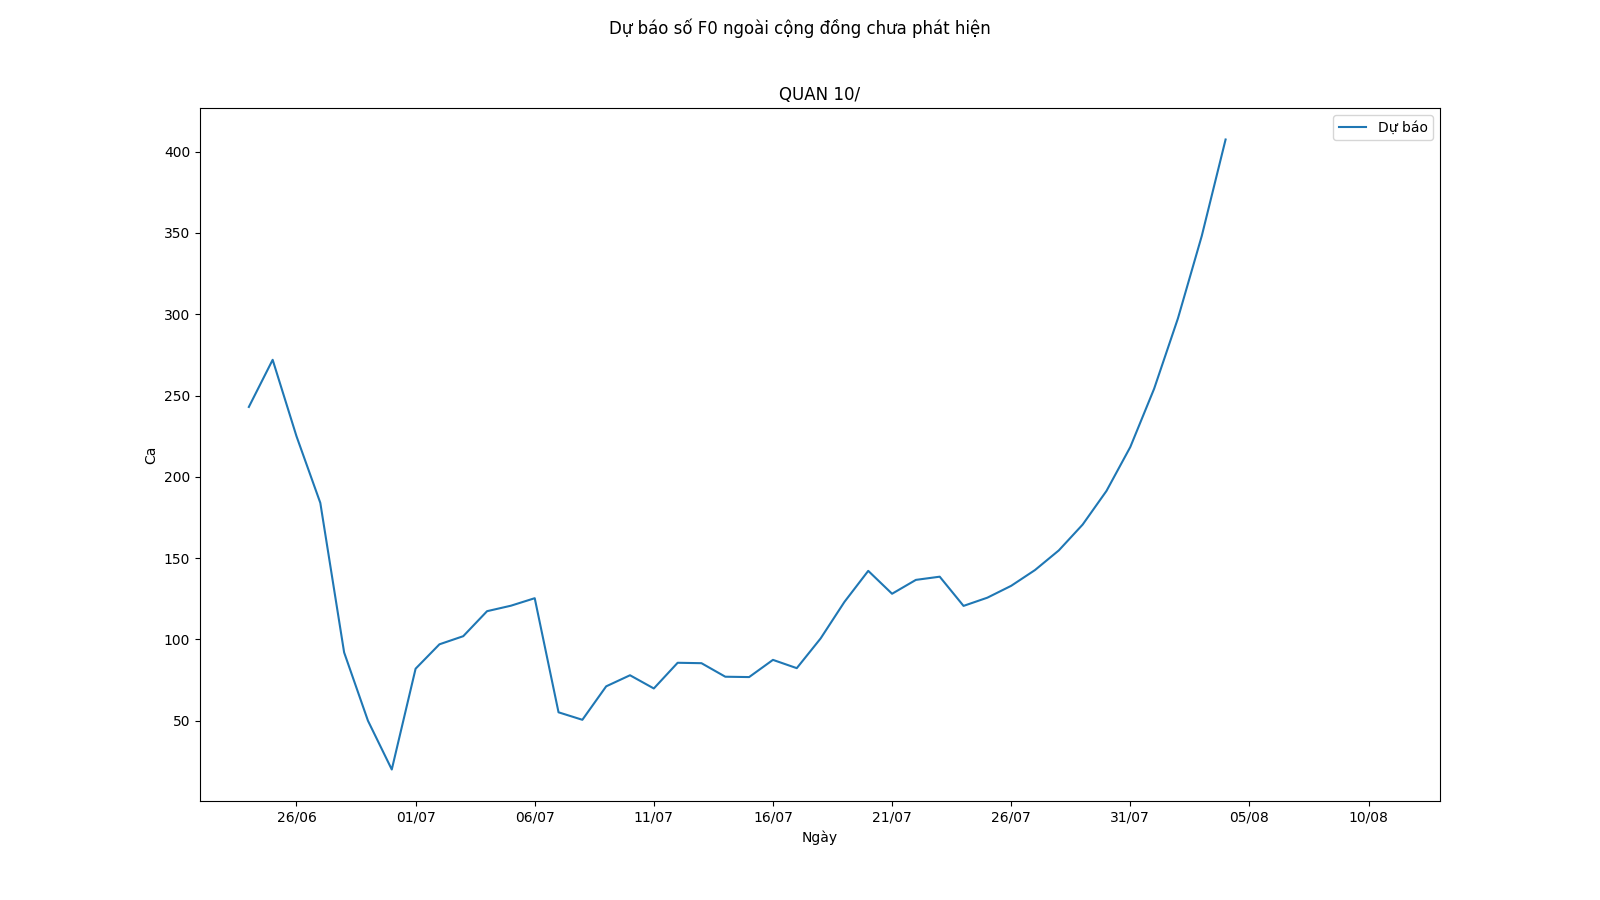 Dự báo số F0 ngoài cộng đồng chưa phát hiện
QUAN 10/
Dự báo
400
350
300
250
200
150
100
50
Ca
26/06 01/07 06/07 11/07 16/07 21/07 26/07 31/07 05/08 10/08
Ngày